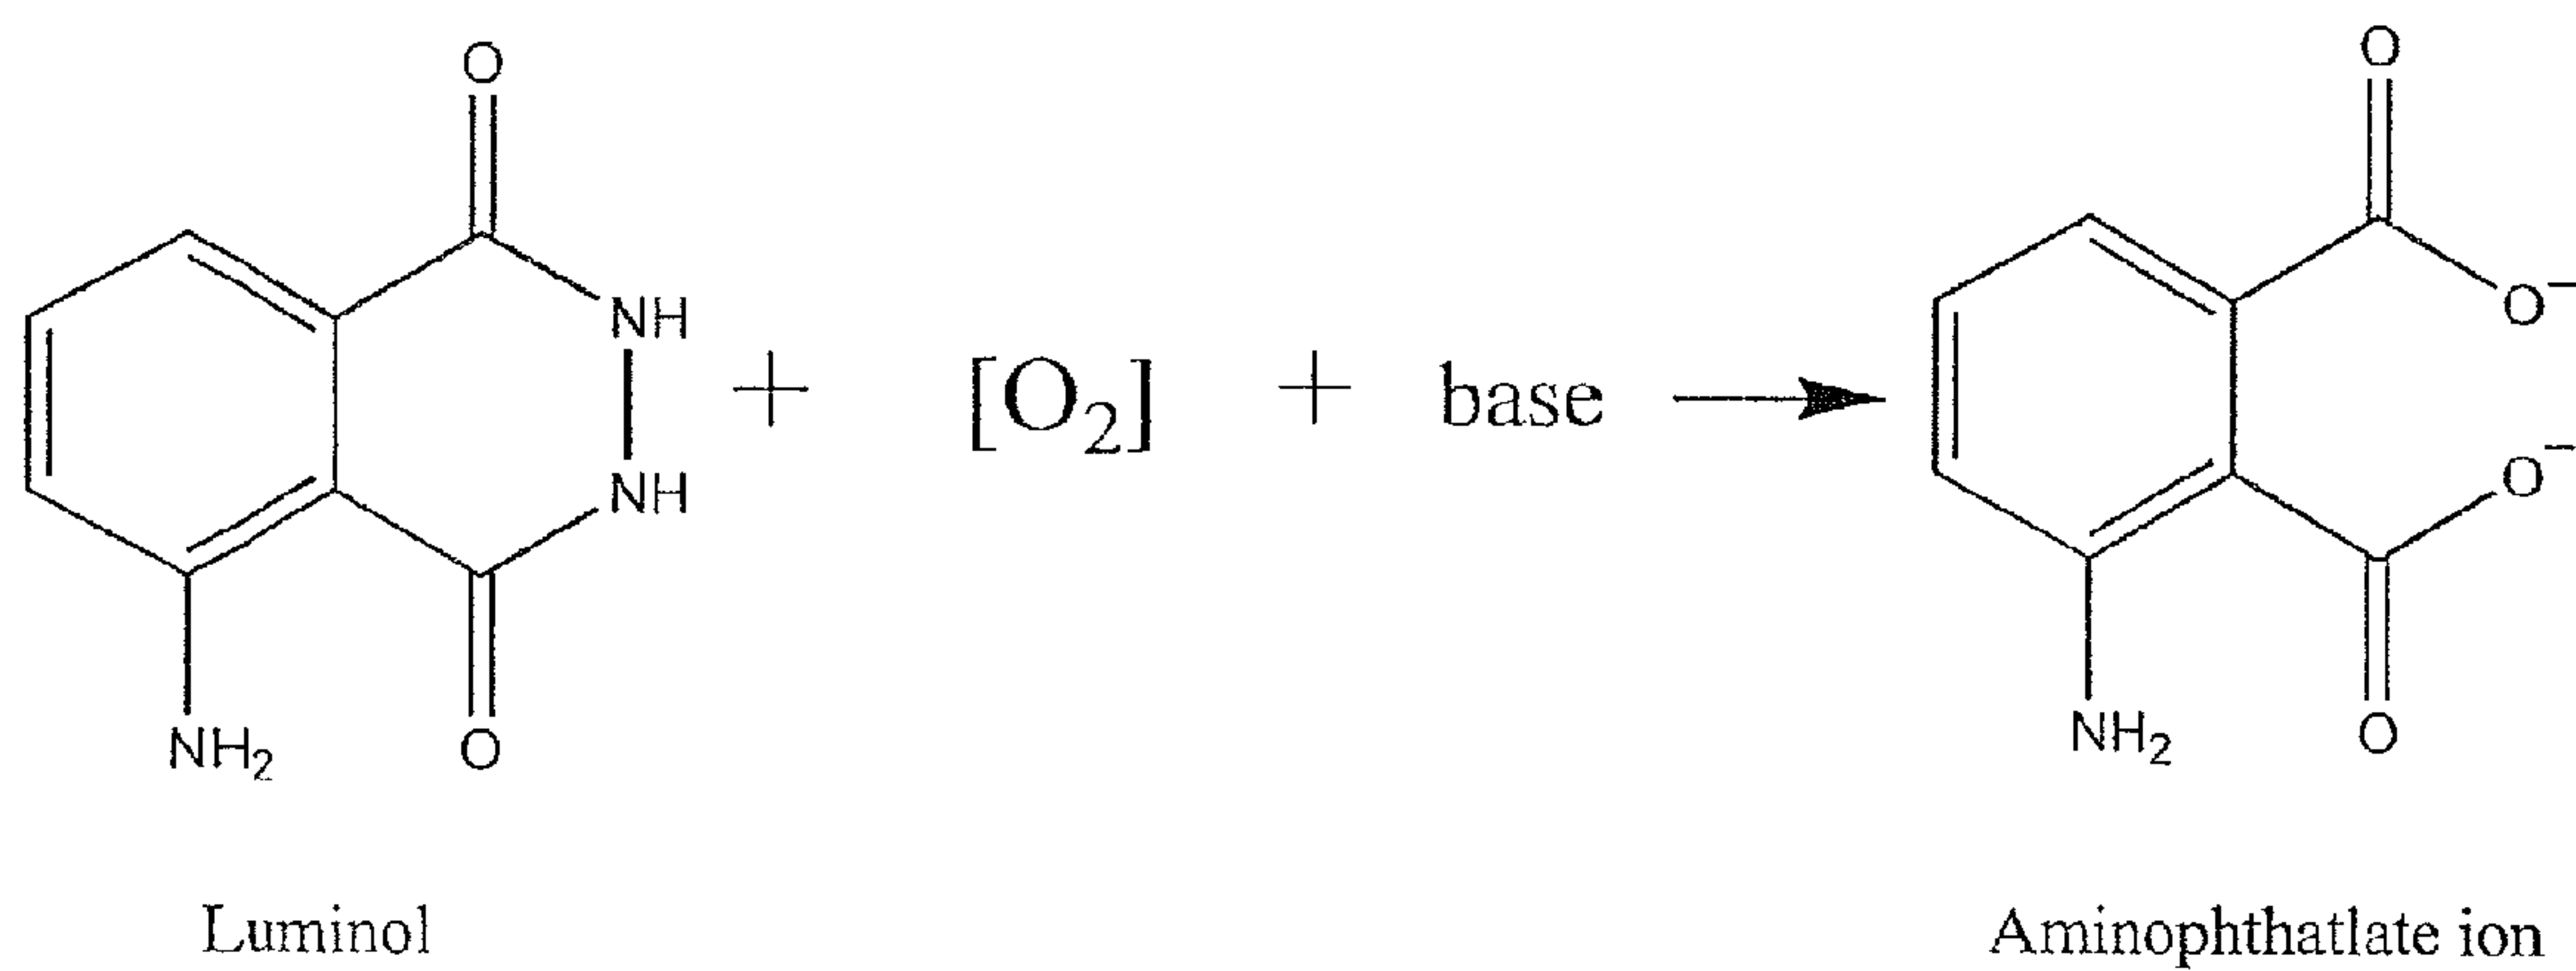 O
O
NH
O⁻
+ [O₂] + base
NH
O⁻
NH₂
O
NH₂
O
Luminol
Aminophthatlate ion